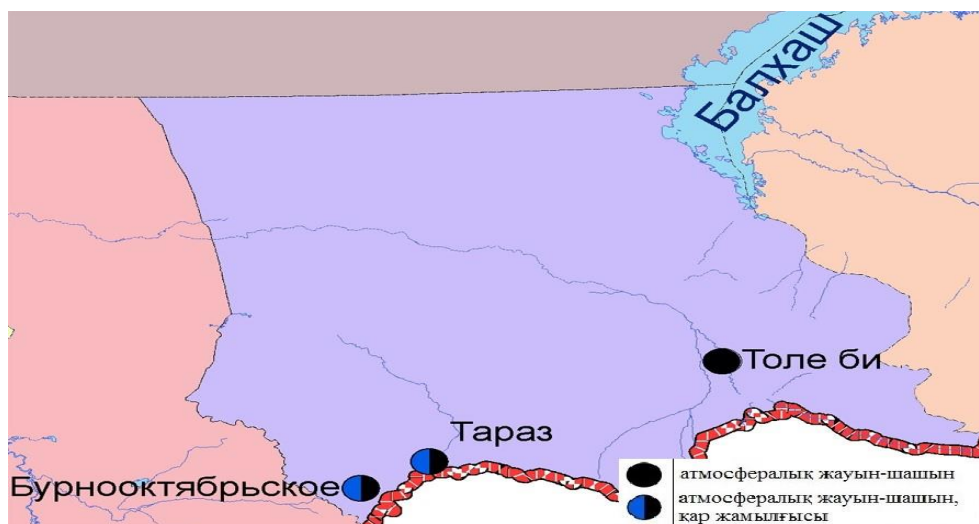 Балхаш
Толе би
Тараз
Бурнооктябрьское
атмосфералық жауын-шашын
атмосфералық жауын-шашын,
қар жамылғысы